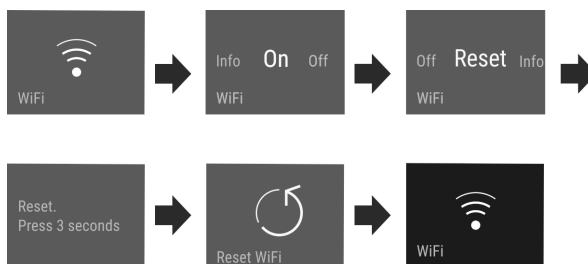 WiFi
Info On Off
WiFi
Off Reset Info
WiFi
Reset.
Press 3 seconds
Reset WiFi
WiFi